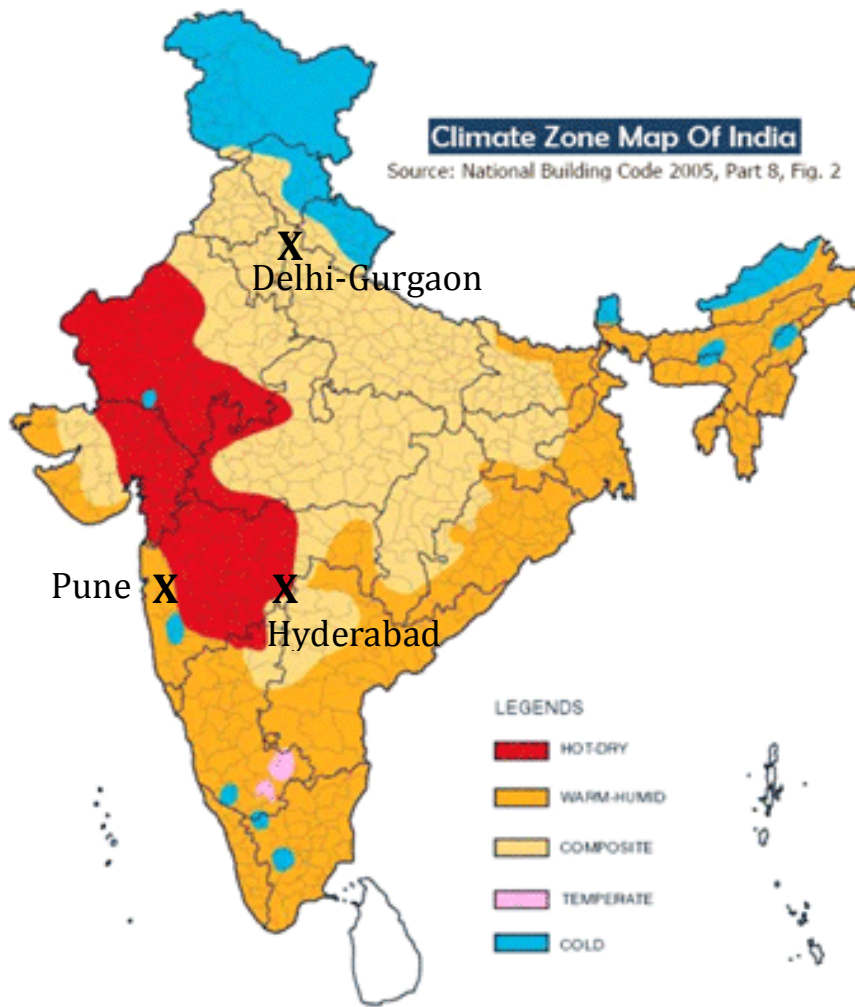 Climate Zone Map Of India
Source: National Building Code 2005, Part 8, Fig. 2
X
Delhi-Gurgaon
Pune X X
Hyderabad
LEGENDS
HOT-DRY
WARM-HUMID
COMPOSITE
TEMPERATE
COLD